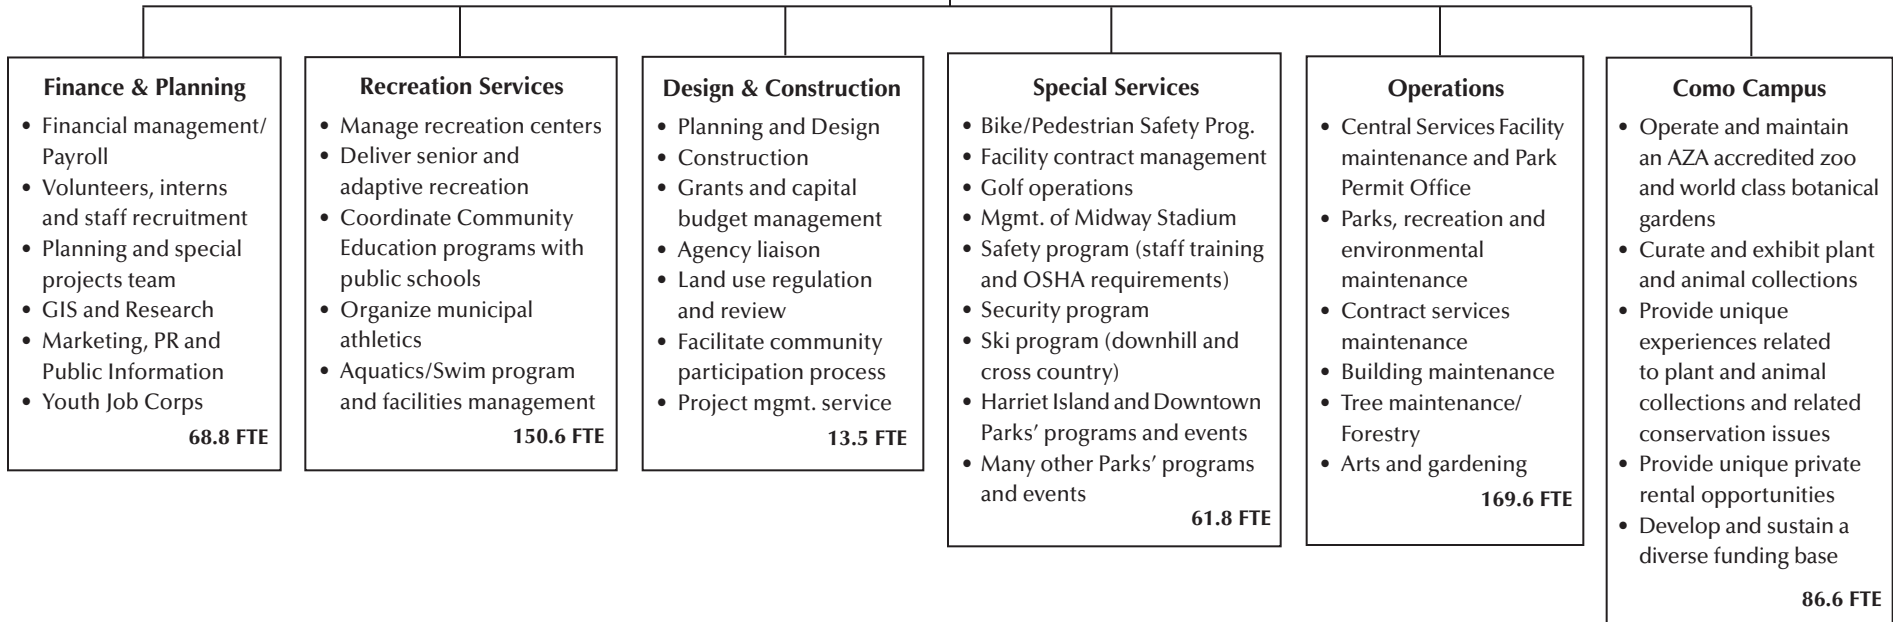 Finance & Planning
• Financial management/
Payroll
• Volunteers, interns
and staff recruitment
• Planning and special
projects team
• GIS and Research
• Marketing, PR and
Public Information
• Youth Job Corps
68.8 FTE
Recreation Services
• Manage recreation centers
• Deliver senior and
adaptive recreation
• Coordinate Community
Education programs with
public schools
• Organize municipal
athletics
• Aquatics/Swim program
and facilities management
150.6 FTE
Design & Construction
• Planning and Design
• Construction
• Grants and capital
budget management
• Agency liaison
• Land use regulation
and review
• Facilitate community
participation process
• Project mgmt. service
13.5 FTE
Special Services
• Bike/Pedestrian Safety Prog.
• Facility contract management
• Golf operations
• Mgmt. of Midway Stadium
• Safety program (staff training
and OSHA requirements)
• Security program
• Ski program (downhill and
cross country)
• Harriet Island and Downtown
Parks’ programs and events
• Many other Parks’ programs
and events
61.8 FTE
Operations
• Central Services Facility
maintenance and Park
Permit Office
• Parks, recreation and
environmental
maintenance
• Contract services
maintenance
• Building maintenance
• Tree maintenance/
Forestry
• Arts and gardening
169.6 FTE
Como Campus
• Operate and maintain
an AZA accredited zoo
and world class botanical
gardens
• Curate and exhibit plant
and animal collections
• Provide unique
experiences related
to plant and animal
collections and related
conservation issues
• Provide unique private
rental opportunities
• Develop and sustain a
diverse funding base
86.6 FTE